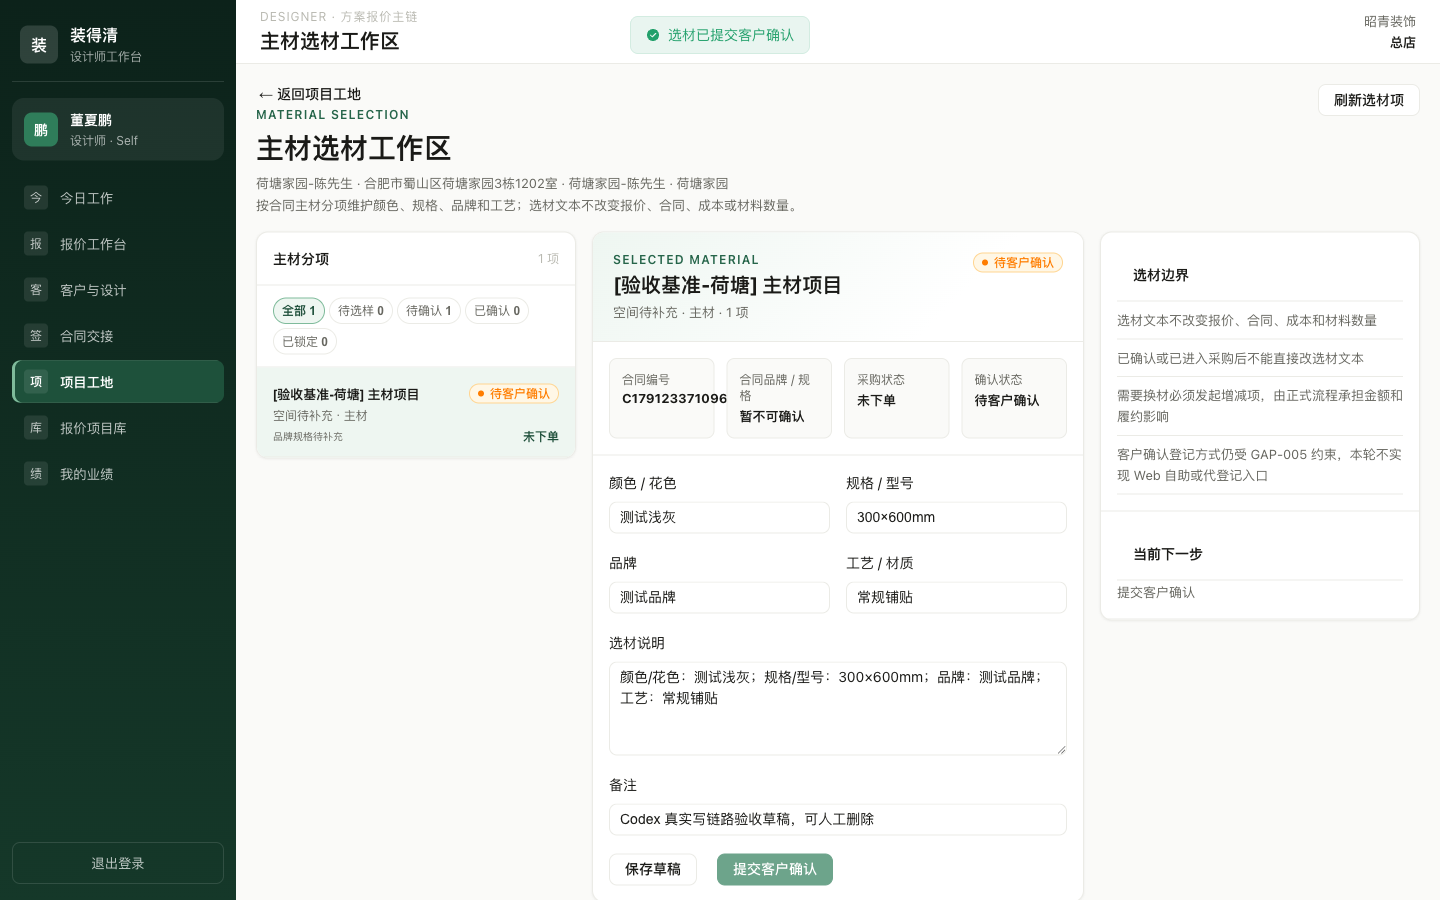 装
装得清
设计师工作台
鹏
董夏鹏
设计师 · Self
今 今日工作
报 报价工作台
客 客户与设计
签 合同交接
项 项目工地
库 报价项目库
绩 我的业绩
退出登录
DESIGNER · 方案报价主链
主材选材工作区
选材已提交客户确认
昭青装饰
总店
← 返回项目工地
MATERIAL SELECTION
主材选材工作区
荷塘家园-陈先生 · 合肥市蜀山区荷塘家园3栋1202室 · 荷塘家园-陈先生 · 荷塘家园
按合同主材分项维护颜色、规格、品牌和工艺；选材文本不改变报价、合同、成本或材料数量。
刷新选材项
主材分项 1 项
全部 1 待选样 0 待确认 1 已确认 0
已锁定 0
[验收基准-荷塘] 主材项目 待客户确认
空间待补充 · 主材
品牌规格待补充 未下单
SELECTED MATERIAL
[验收基准-荷塘] 主材项目
空间待补充 · 主材 · 1 项
待客户确认
合同编号
C179123371096
合同品牌 / 规
格
暂不可确认
采购状态
未下单
确认状态
待客户确认
颜色 / 花色
测试浅灰
规格 / 型号
300×600mm
品牌
测试品牌
工艺 / 材质
常规铺贴
选材说明
颜色/花色：测试浅灰；规格/型号：300×600mm；品牌：测试品牌；
工艺：常规铺贴
备注
Codex 真实写链路验收草稿，可人工删除
保存草稿 提交客户确认
选材边界
选材文本不改变报价、合同、成本和材料数量
已确认或已进入采购后不能直接改选材文本
需要换材必须发起增减项，由正式流程承担金额和
履约影响
客户确认登记方式仍受 GAP-005 约束，本轮不实
现 Web 自助或代登记入口
当前下一步
提交客户确认